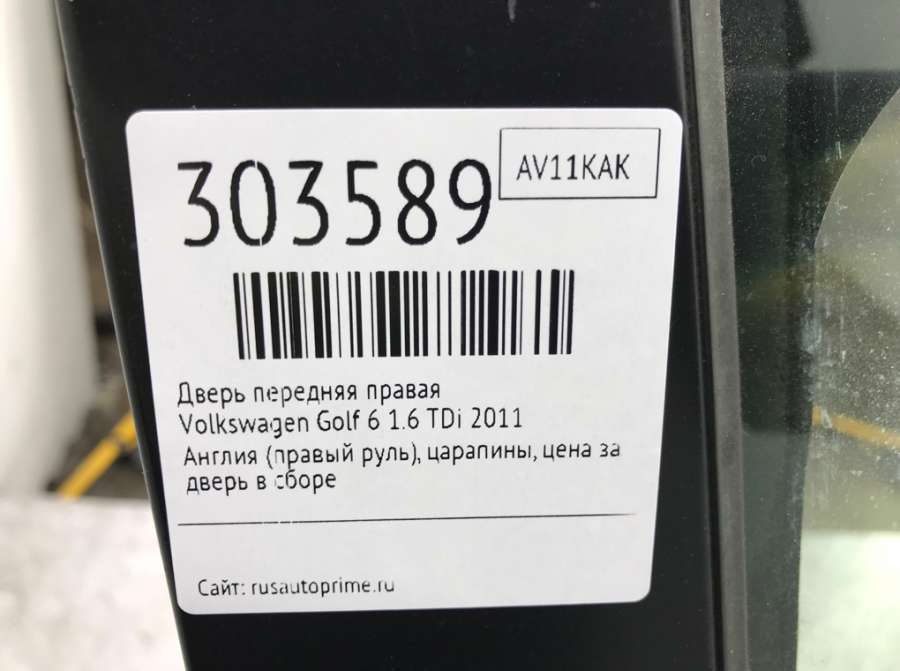 303589
AV11KAK
Дверь передняя правая
Volkswagen Golf 6 1.6 TDi 2011
Англия (правый руль), царапины, цена за
дверь в сборе
Сайт: rusautoprime.ru